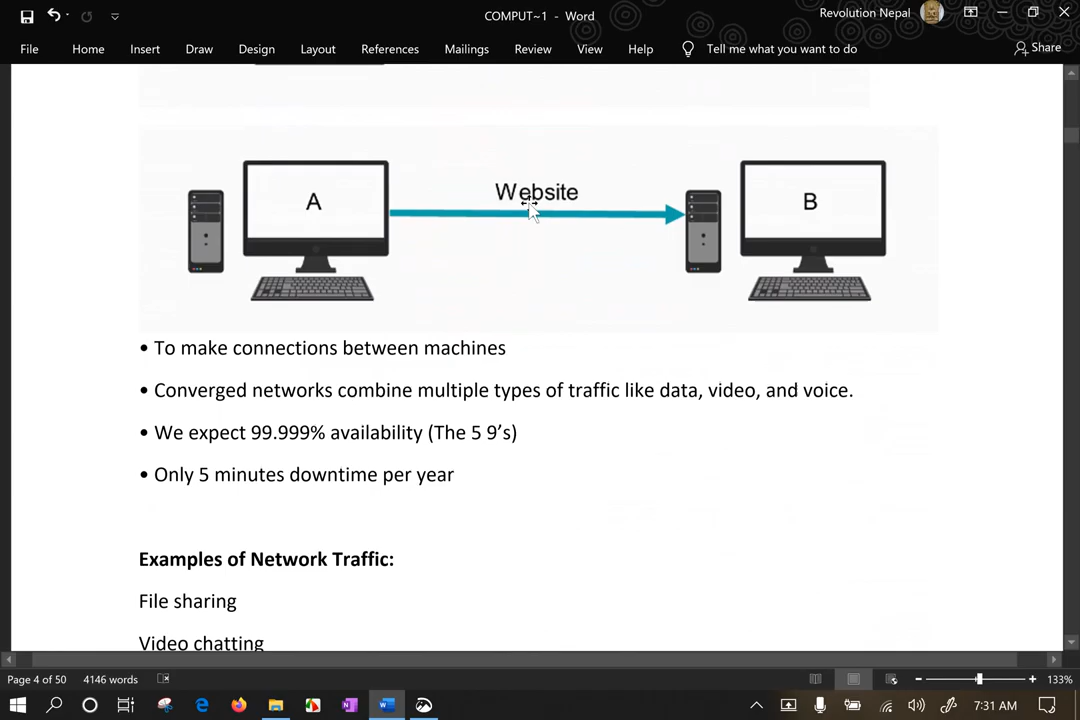 COMPUT~1 - Word
Revolution Nepal
File Home Insert Draw Design Layout References Mailings Review View Help Tell me what you want to do Share
Website
A
B
• To make connections between machines
• Converged networks combine multiple types of traffic like data, video, and voice.
• We expect 99.999% availability (The 5 9’s)
• Only 5 minutes downtime per year
Examples of Network Traffic:
File sharing
Video chatting
Page 4 of 50 4146 words 133%
7:31 AM